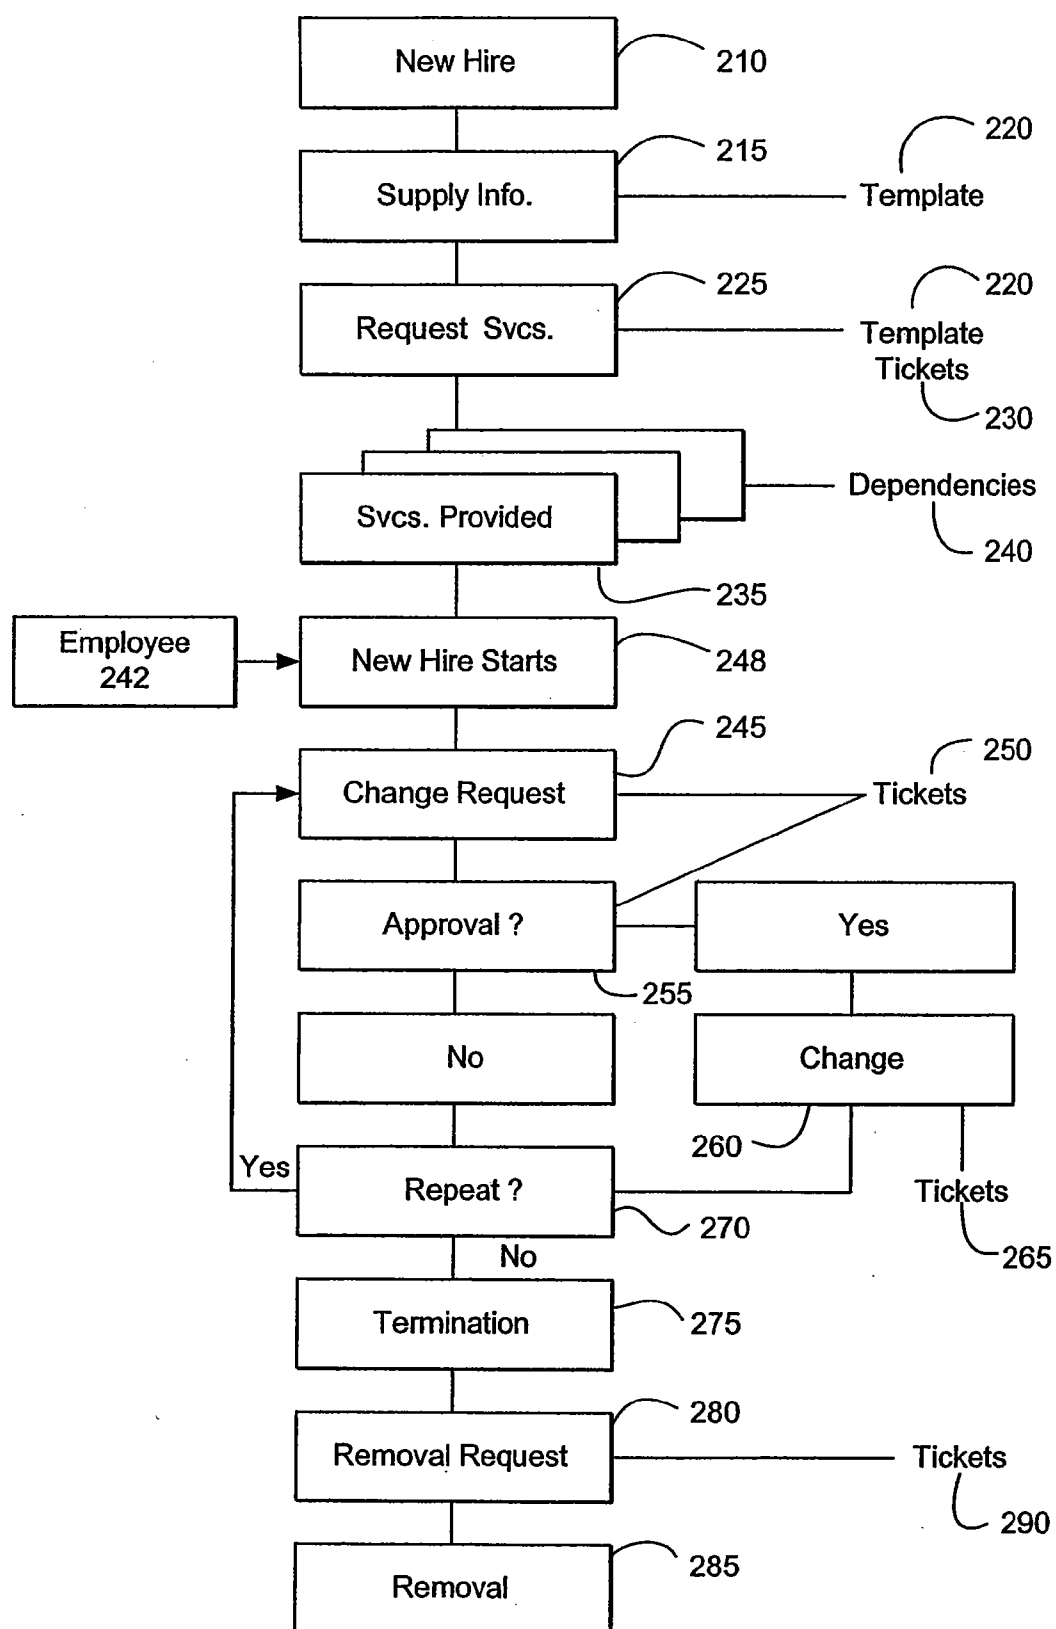 New Hire
210
215
220
Supply Info.
Template
225
220
Request Svcs.
Template
Tickets
230
Svcs. Provided
Dependencies
240
235
Employee
242
New Hire Starts
248
245
250
Change Request
Tickets
Approval ?
Yes
255
No
Change
260
Yes
Repeat ?
Tickets
270
265
No
Termination
275
280
Removal Request
Tickets
290
285
Removal